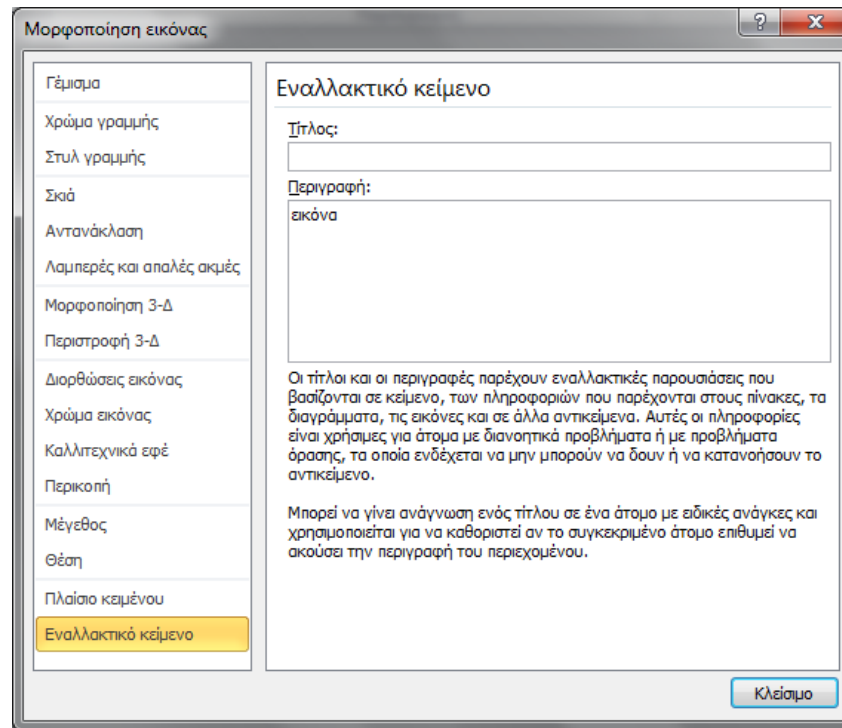 Μορφοποίηση εικόνας
Γέμισμα
Χρώμα γραμμής
Στυλ γραμμής
Σκιά
Αντανάκλαση
Λαμπερές και απαλές ακμές
Μορφοποίηση 3-Δ
Περιστροφή 3-Δ
Διορθώσεις εικόνας
Χρώμα εικόνας
Καλλιτεχνικά εφέ
Περικοπή
Μέγεθος
Θέση
Πλαίσιο κειμένου
Εναλλακτικό κείμενο
Εναλλακτικό κείμενο
Τίτλος:
Περιγραφή:
εικόνα
Οι τίτλοι και οι περιγραφές παρέχουν εναλλακτικές παρουσιάσεις που
βασίζονται σε κείμενο, των πληροφοριών που παρέχονται στους πίνακες, τα
διαγράμματα, τις εικόνες και σε άλλα αντικείμενα. Αυτές οι πληροφορίες
είναι χρήσιμες για άτομα με διανοητικά προβλήματα ή με προβλήματα
όρασης, τα οποία ενδέχεται να μην μπορούν να δουν ή να κατανοήσουν το
αντικείμενο.
Μπορεί να γίνει ανάγνωση ενός τίτλου σε ένα άτομο με ειδικές ανάγκες και
χρησιμοποιείται για να καθοριστεί αν το συγκεκριμένο άτομο επιθυμεί να
ακούσει την περιγραφή του περιεχομένου.
Κλείσιμο